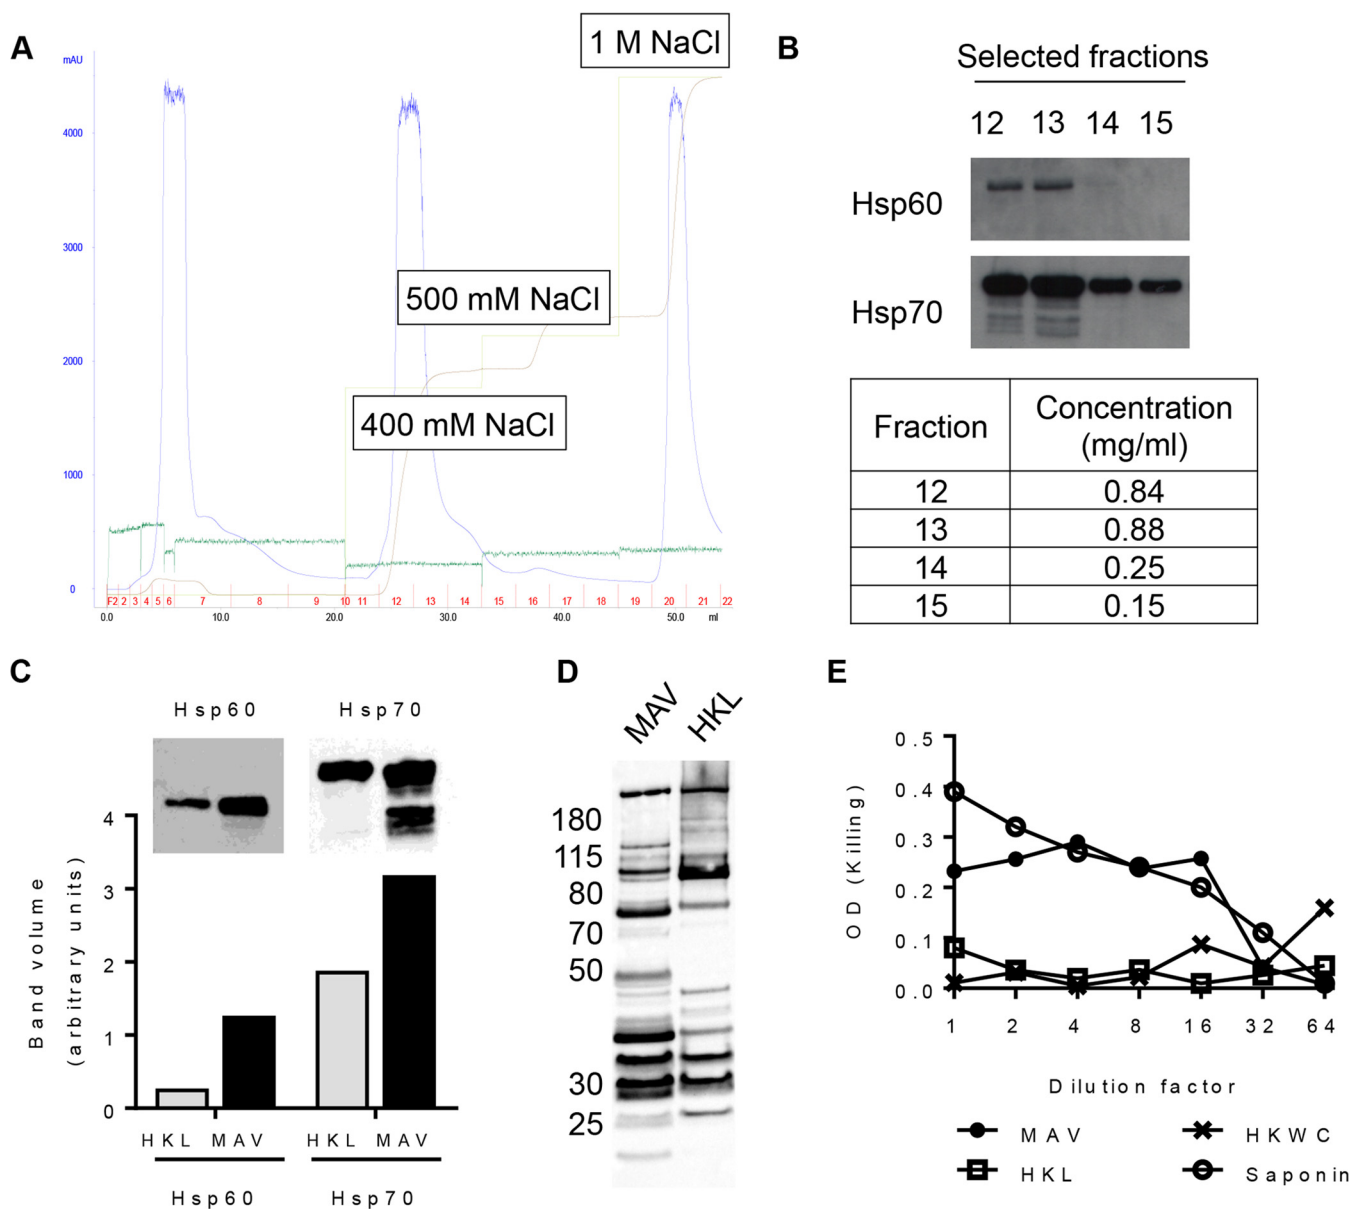 A
mAU
4000
3000
2000
1000
0
1 M NaCl
500 mM NaCl
400 mM NaCl
F2 2 3 4 5 6 7 8 9 10 11 12 13 14 15 16 17 18 19 20 21 22
0.0 10.0 20.0 30.0 40.0 50.0 ml
B
Selected fractions
12 13 14 15
Hsp60
Hsp70
Fraction Concentration (mg/ml)
12 0.84
13 0.88
14 0.25
15 0.15
C
Hsp60 Hsp70
Band volume
(arbitrary units)
4
3
2
1
0
HKL MAV HKL MAV
Hsp60 Hsp70
D
MAV HKL
180
115
80
70
50
30
25
E
OD (Killing)
0.5
0.4
0.3
0.2
0.1
0.0
1 2 4 8 16 32 64
Dilution factor
MAV HKWC
HKL Saponin